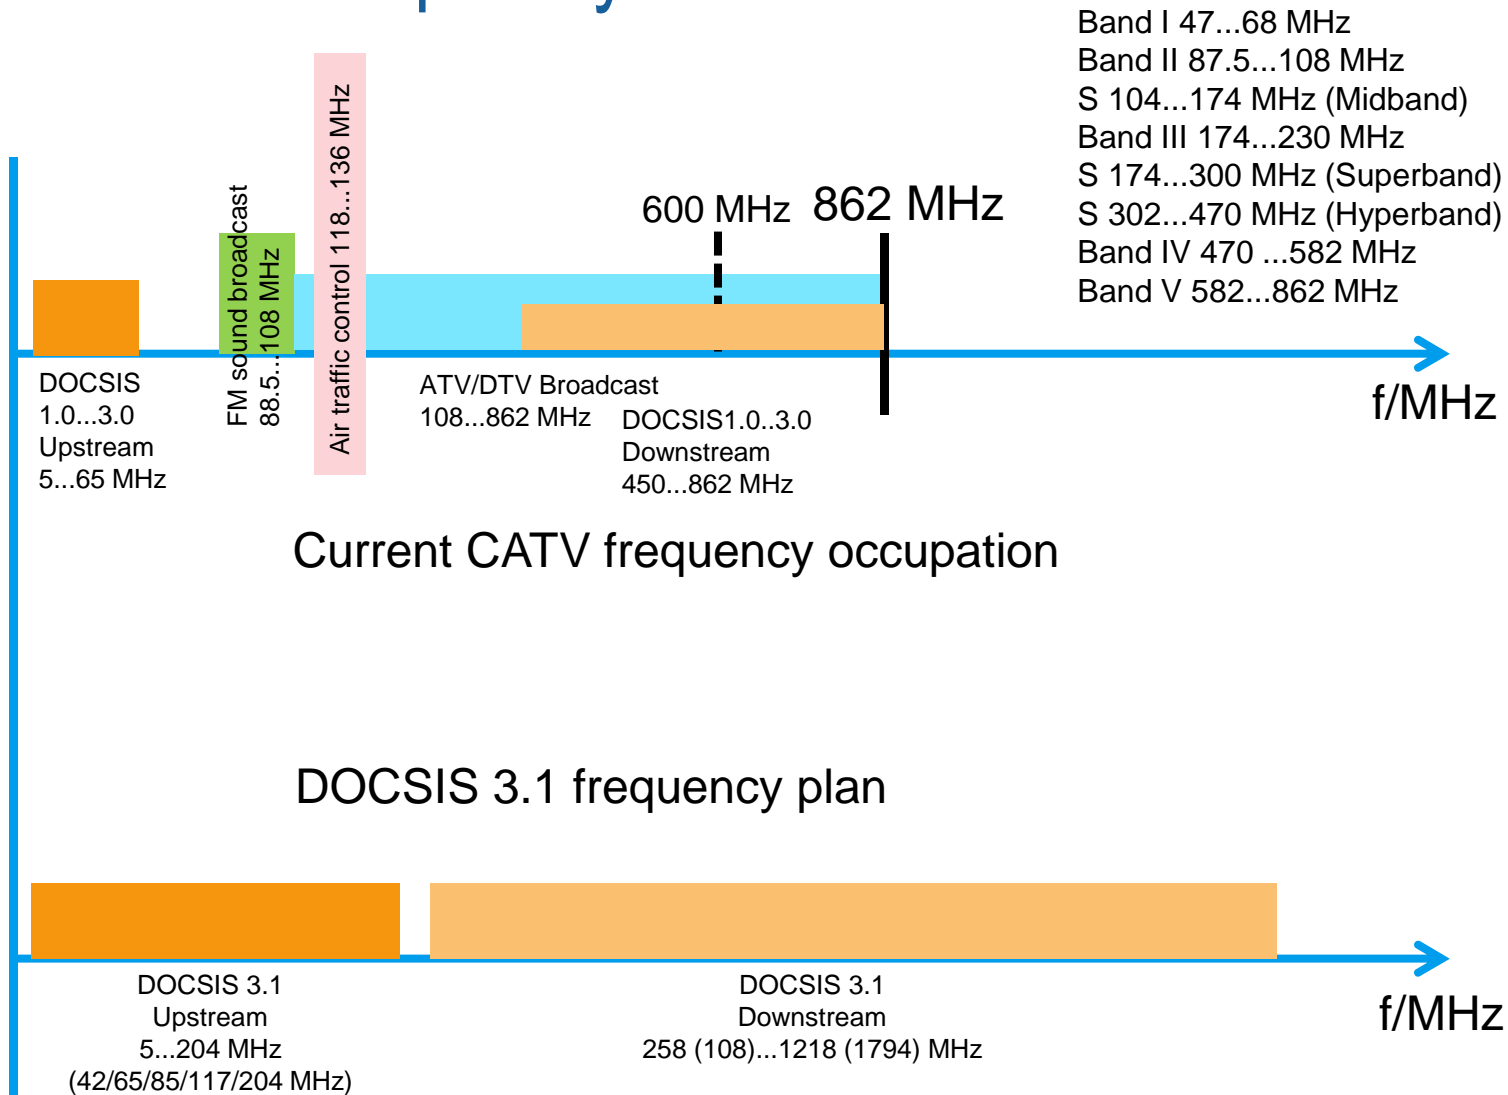 Band I 47...68 MHz
Band II 87.5...108 MHz
S 104...174 MHz (Midband)
Band III 174...230 MHz
S 174...300 MHz (Superband)
S 302...470 MHz (Hyperband)
Band IV 470 ...582 MHz
Band V 582...862 MHz
600 MHz
862 MHz
FM sound broadcast
88.5...108 MHz
Air traffic control 118...136 MHz
f/MHz
DOCSIS
1.0...3.0
Upstream
5...65 MHz
ATV/DTV Broadcast
108...862 MHz
DOCSIS1.0..3.0
Downstream
450...862 MHz
Current CATV frequency occupation
DOCSIS 3.1 frequency plan
DOCSIS 3.1
Upstream
5...204 MHz
(42/65/85/117/204 MHz)
DOCSIS 3.1
Downstream
258 (108)...1218 (1794) MHz
f/MHz